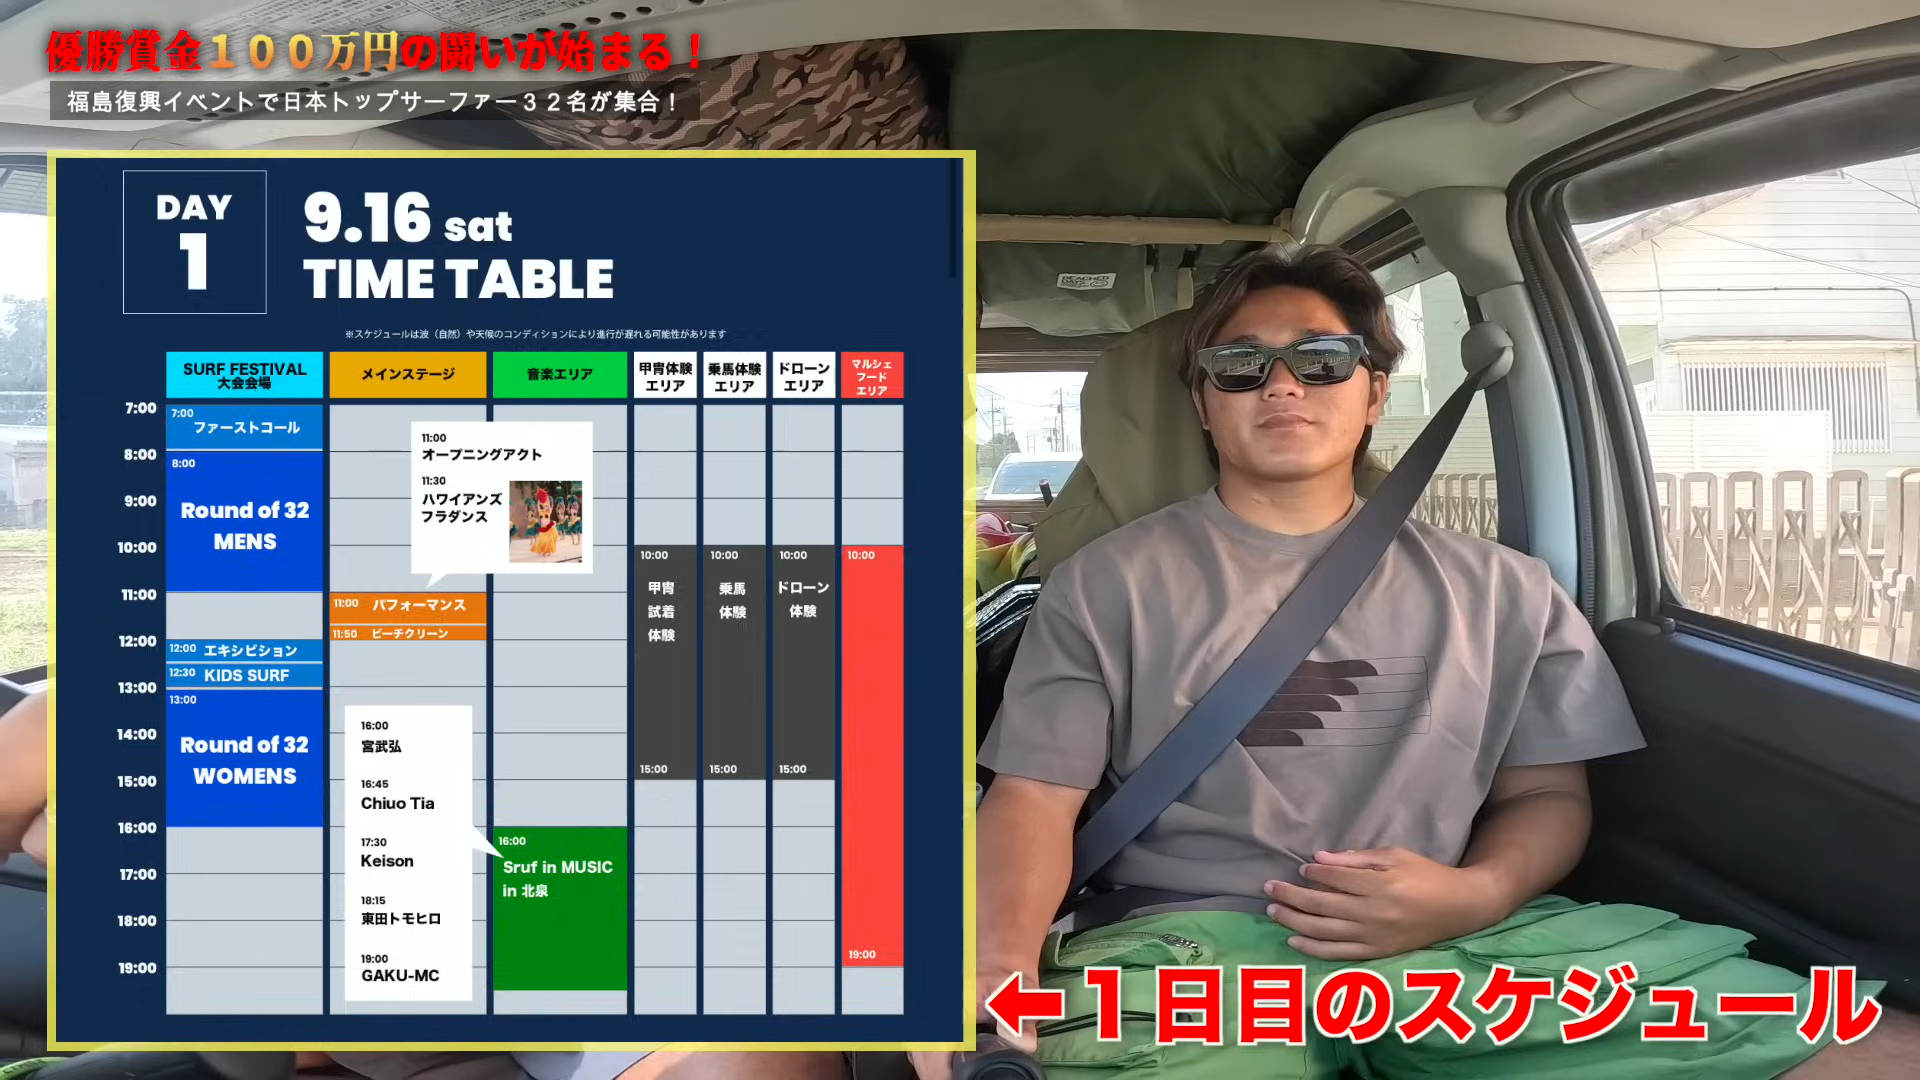 優勝賞金１００万円の闘いが始まる！
福島復興イベントで日本トップサーファー３２名が集合！
DAY
1
9.16 sat
TIME TABLE
※スケジュールは波（自然）や天候のコンディションにより進行が遅れる可能性があります
SURF FESTIVAL
大会会場
メインステージ
音楽エリア
甲冑体験
エリア
乗馬体験
エリア
ドローン
エリア
マルシェ
フード
エリア
7:00
8:00
9:00
10:00
11:00
12:00
13:00
14:00
15:00
16:00
17:00
18:00
19:00
7:00
ファーストコール
8:00
Round of 32
MENS
12:00 エキシビション
12:30 KIDS SURF
13:00
Round of 32
WOMENS
11:00
オープニングアクト
11:30
ハワイアンズ
フラダンス
11:00 パフォーマンス
11:50 ビーチクリーン
16:00
宮武弘
16:45
Chiuo Tia
17:30
Keison
18:15
東田トモヒロ
19:00
GAKU-MC
16:00
Sruf in MUSIC
in 北泉
10:00
甲冑
試着
体験
15:00
10:00
乗馬
体験
15:00
10:00
ドローン
体験
15:00
10:00
19:00
BEACHED
DAYS
←1日目のスケジュール